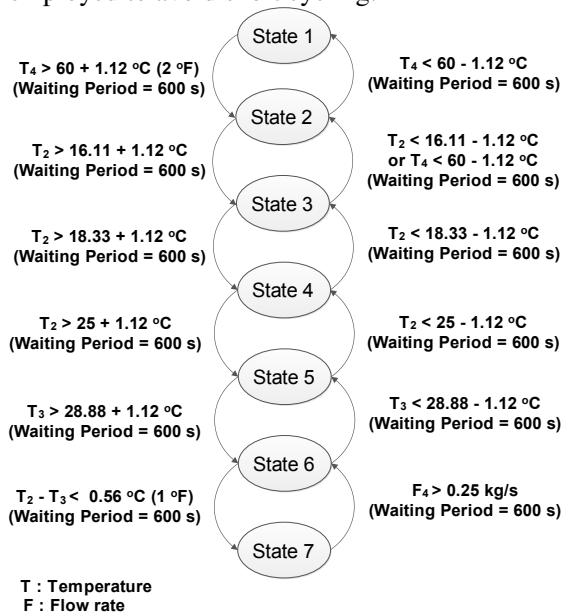 employed to avoid short cycling.
State 1
T4 > 60 + 1.12 °C (2 °F)
(Waiting Period = 600 s)
T4 < 60 - 1.12 °C
(Waiting Period = 600 s)
State 2
T2 > 16.11 + 1.12 °C
(Waiting Period = 600 s)
T2 < 16.11 - 1.12 °C
or T4 < 60 - 1.12 °C
(Waiting Period = 600 s)
State 3
T2 > 18.33 + 1.12 °C
(Waiting Period = 600 s)
T2 < 18.33 - 1.12 °C
(Waiting Period = 600 s)
State 4
T2 > 25 + 1.12 °C
(Waiting Period = 600 s)
T2 < 25 - 1.12 °C
(Waiting Period = 600 s)
State 5
T3 > 28.88 + 1.12 °C
(Waiting Period = 600 s)
T3 < 28.88 - 1.12 °C
(Waiting Period = 600 s)
State 6
T2 - T3 < 0.56 °C (1 °F)
(Waiting Period = 600 s)
F4 > 0.25 kg/s
(Waiting Period = 600 s)
State 7
T : Temperature
F : Flow rate